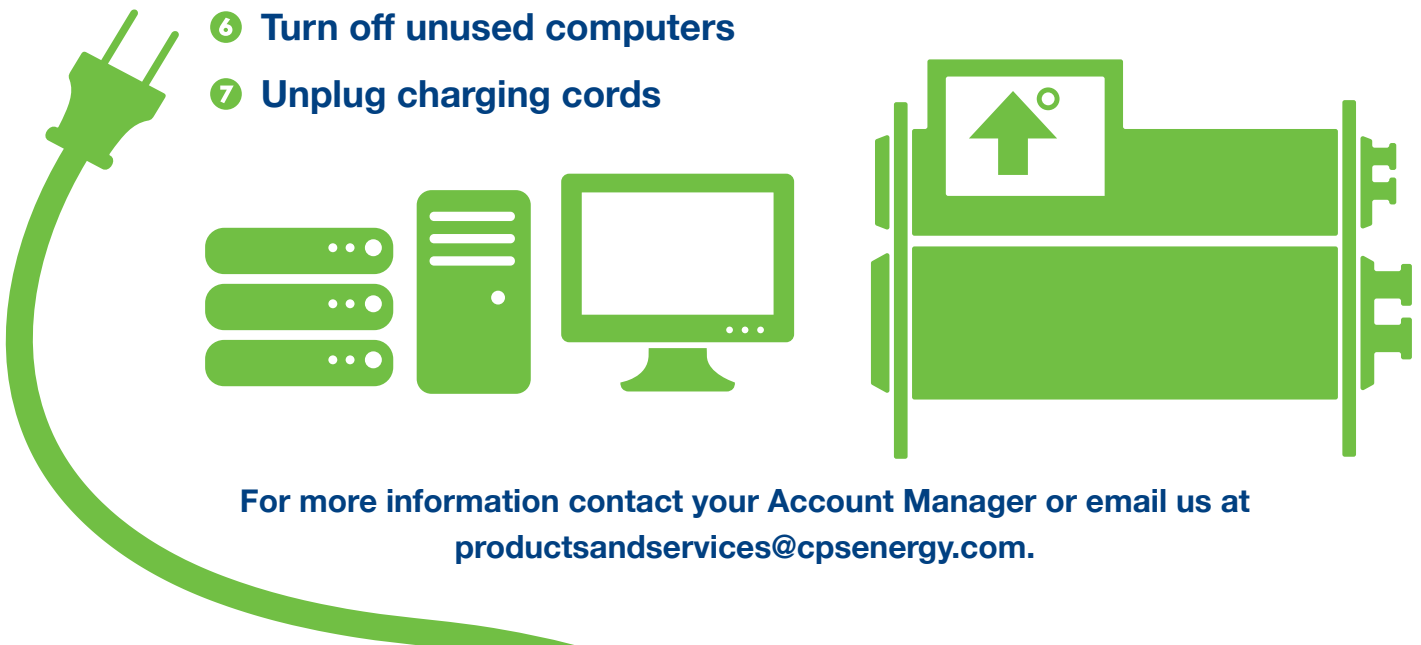 6 Turn off unused computers
7 Unplug charging cords
For more information contact your Account Manager or email us at
productsandservices@cpsenergy.com.